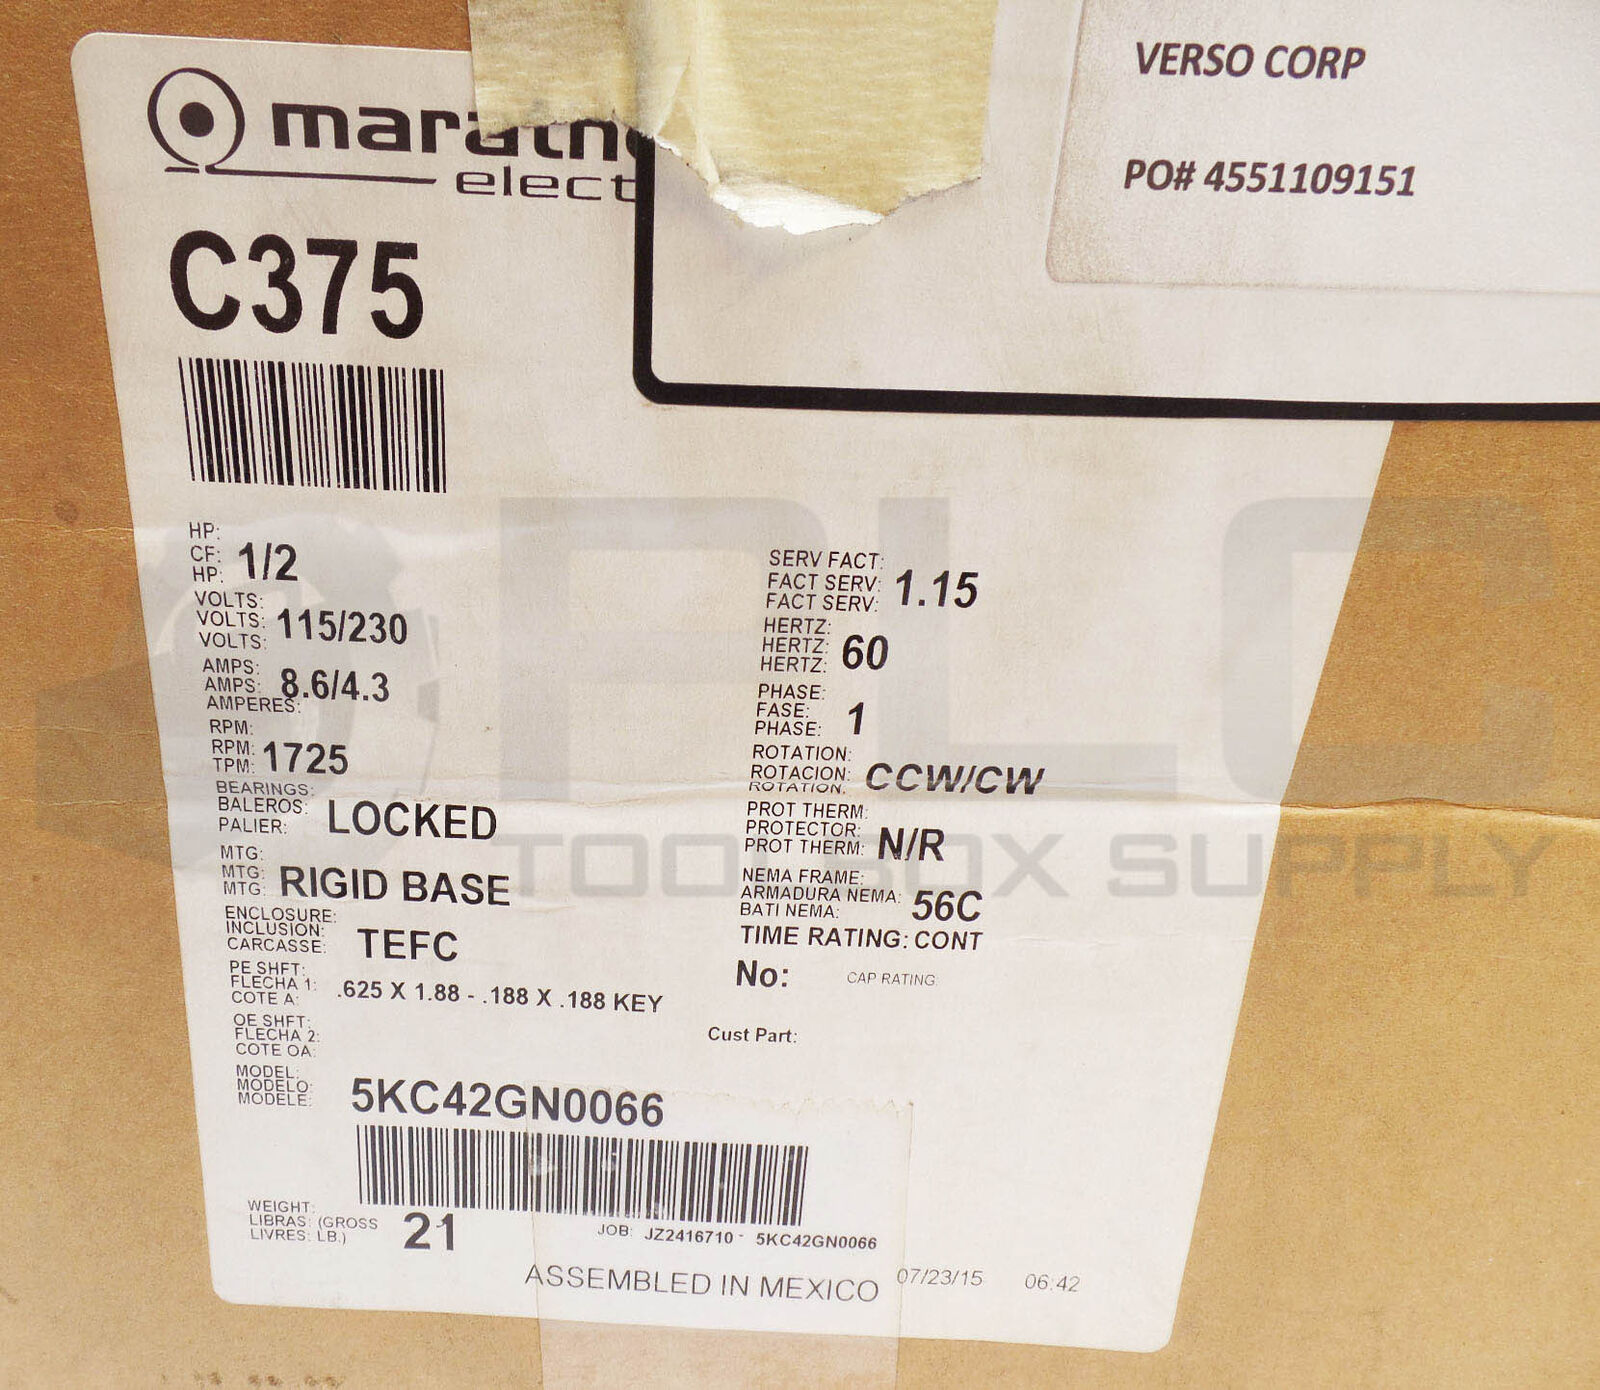 VERSO CORP
PO# 4551109151
elect
C375
HP:
CF: 1/2
HP:
VOLTS:
VOLTS: 115/230
VOLTS:
AMPS:
AMPS: 8.6/4.3
AMPERES:
RPM:
RPM: 1725
TPM:
BEARINGS:
BALEROS: LOCKED
PALIER:
MTG:
MTG: RIGID BASE
MTG:
ENCLOSURE:
INCLUSION: TEFC
CARCASSE:
PE SHFT:
FLECHA 1: .625 X 1.88 - .188 X .188 KEY
COTE A:
OE SHFT:
FLECHA 2:
COTE OA:
MODEL:
MODELO: 5KC42GN0066
MODELE:
SERV FACT:
FACT SERV: 1.15
FACT SERV:
HERTZ:
HERTZ: 60
HERTZ:
PHASE:
FASE: 1
PHASE:
ROTATION:
ROTACION: CCW/CW
ROTATION:
PROT THERM:
PROTECTOR: N/R
PROT THERM:
NEMA FRAME:
ARMADURA NEMA: 56C
BATI NEMA:
TIME RATING: CONT
No: CAP RATING:
Cust Part:
WEIGHT:
LIBRAS: (GROSS 21
LIVRES: LB.)
JOB: JZ2416710 - 5KC42GN0066
ASSEMBLED IN MEXICO 07/23/15 06:42
PLC
TOOLBOX SUPPLY